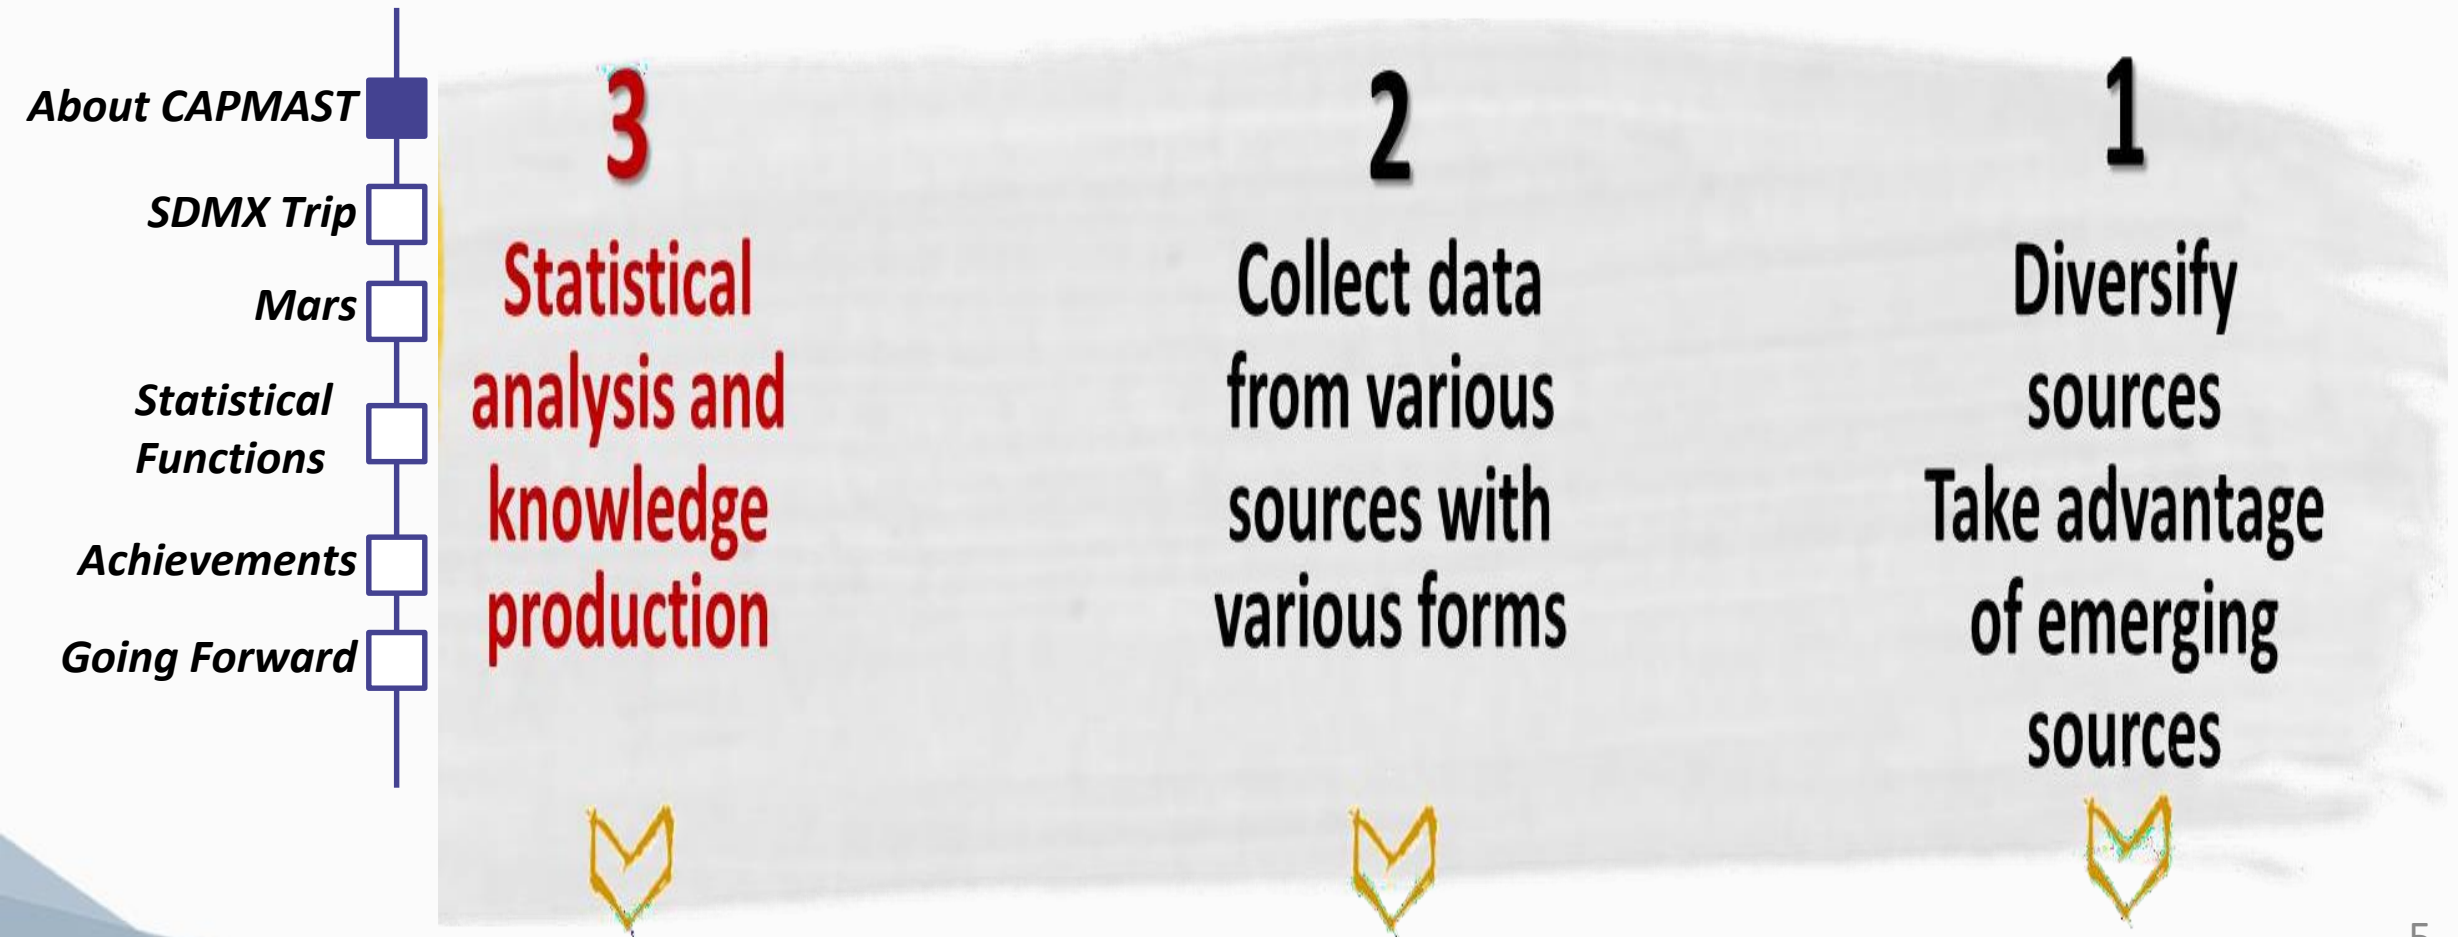 About CAPMAST
SDMX Trip
Mars
Statistical
Functions
Achievements
Going Forward
3
Statistical
analysis and
knowledge
production
2
Collect data
from various
sources with
various forms
1
Diversify
sources
Take advantage
of emerging
sources